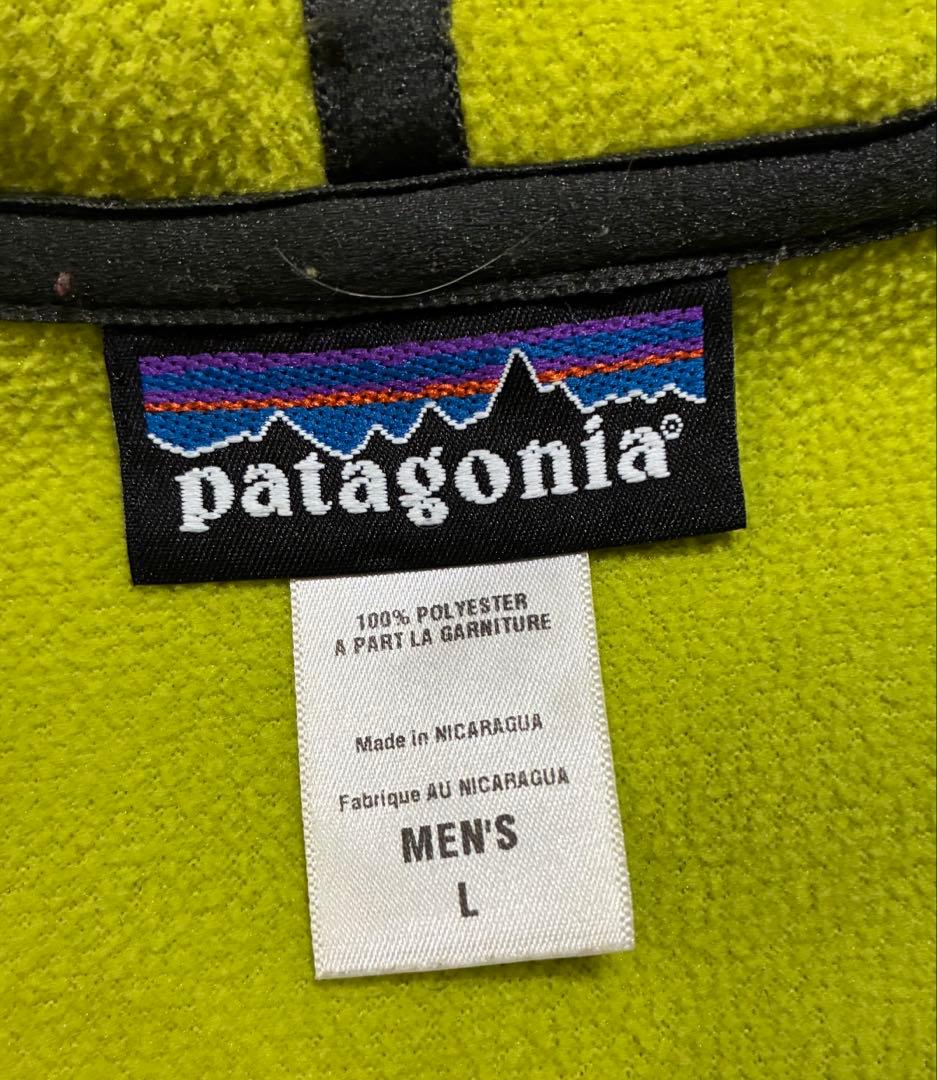 patagonia®
100% POLYESTER
A PART LA GARNITURE
Made in NICARAGUA
Fabrique AU NICARAGUA
MEN'S
L